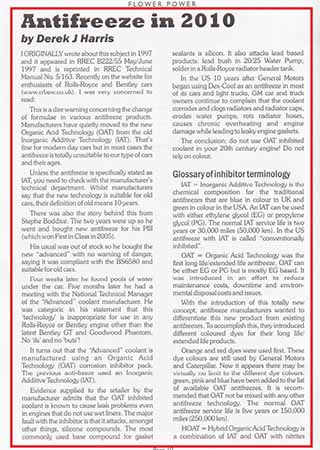 FLOWER POWER
Antifreeze in 2010
by Derek J Harris
I ORIGINALLY wrote about this subject in 1997
and it appeared in RREC B222/55 May/June
1997 and is reprinted in RREC Technical
Manual No. 5/163. Recently on the website for
enthusiasts of Rolls-Royce and Bentley cars
(www.rrbew.co.uk). I was very concerned to
read:
This is a dire warning concerning the change
of formulae in various antifreeze products.
Manufacturers have quietly moved to the new
Organic Acid Technology (OAT) from the old
Inorganic Additive Technology (IAT). That's
fine for modern day cars but in most cases the
antifreeze is totally unsuitable to our type of cars
and their ages.
Unless the antifreeze is specifically stated as
IAT, you need to check with the manufacturer's
technical department. Whilst manufacturers
say that the new technology is suitable for old
cars, their definition of old means 10 years.
There was also the story behind this from
Stephe Boddice. Two years were up so he
went and bought new antifreeze for his PIII
(which won First in Class in 2005).
His usual was out of stock so he bought the
new "advanced" with no warning of danger,
saying it was compliant with the BS6580 and
suitable for old cars.
Four weeks later he found pools of water
under the car. Five months later he had a
meeting with the National Technical Manager
of the "Advanced" coolant manufacturer. He
was categoric in his statement that this
'technology' is inappropriate for use in any
Rolls-Royce or Bentley engine other than the
latest Bentley GT and Goodwood Phantom.
No 'ifs' and no 'buts'!
It turns out that the "Advanced" coolant is
manufactured using an Organic Acid
Technology (OAT) corrosion inhibitor pack.
The previous anti-freeze used an Inorganic
Additive Technology (IAT).
Evidence supplied to the retailer by the
manufacturer admits that the OAT inhibited
coolant is known to cause leak problems even
in engines that do not use wet liners. The major
fault with the inhibitor is that it attacks, amongst
other things, silicone compounds. The most
commonly used base compound for gasket
sealants is silicon. It also attacks lead based
products: lead bush in 20/25 Water Pump;
solder in a Rolls-Royce radiator header tank.
In the US 10 years after General Motors
began using Dex-Cool as an antifreeze in most
of its cars and light trucks, GM car and truck
owners continue to complain that the coolant
corrodes and clogs radiators and radiator caps,
erodes water pumps, rots radiator hoses,
causes chronic overheating and engine
damage while leading to leaky engine gaskets.
The conclusion: do not use OAT inhibited
coolant in your 20th century engine! Do not
rely on colour.
Glossary of inhibitor terminology
IAT = Inorganic Additive Technology is the
chemical composition for the traditional
antifreezes that are blue in colour in UK and
green in colour in the USA. An IAT can be used
with either ethylene glycol (EG) or propylene
glycol (PG). The normal IAT service life is two
years or 30,000 miles (50,000 km). In the US
antifreeze with IAT is called "conventionally
inhibited".
OAT = Organic Acid Technology was the
first long life/extended life antifreeze. OAT can
be either EG or PG but is mostly EG based. It
was introduced in an effort to reduce
maintenance costs, downtime and environ-
mental disposal costs and issues.
With the introduction of this totally new
concept, antifreeze manufacturers wanted to
differentiate this new product from existing
antifreezes. To accomplish this, they introduced
different coloured dyes for their long life/
extended life products.
Orange and red dyes were used first. These
dye colours are still used by General Motors
and Caterpillar. Now it appears there may be
virtually no limit to the different dye colours.
green, pink and blue have been added to the list
of available OAT antifreezes. It is recom-
mended that OAT not be mixed with any other
antifreeze technology. The normal OAT
antifreeze service life is five years or 150,000
miles (250,000 km).
HOAT = Hybrid Organic Acid Technology is
a combination of IAT and OAT with nitrites